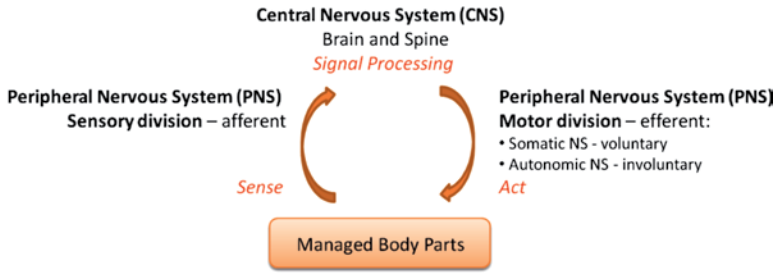 Central Nervous System (CNS)
Brain and Spine
Signal Processing
Peripheral Nervous System (PNS)
Sensory division – afferent
Sense
Peripheral Nervous System (PNS)
Motor division – efferent:
• Somatic NS - voluntary
• Autonomic NS - involuntary
Act
Managed Body Parts